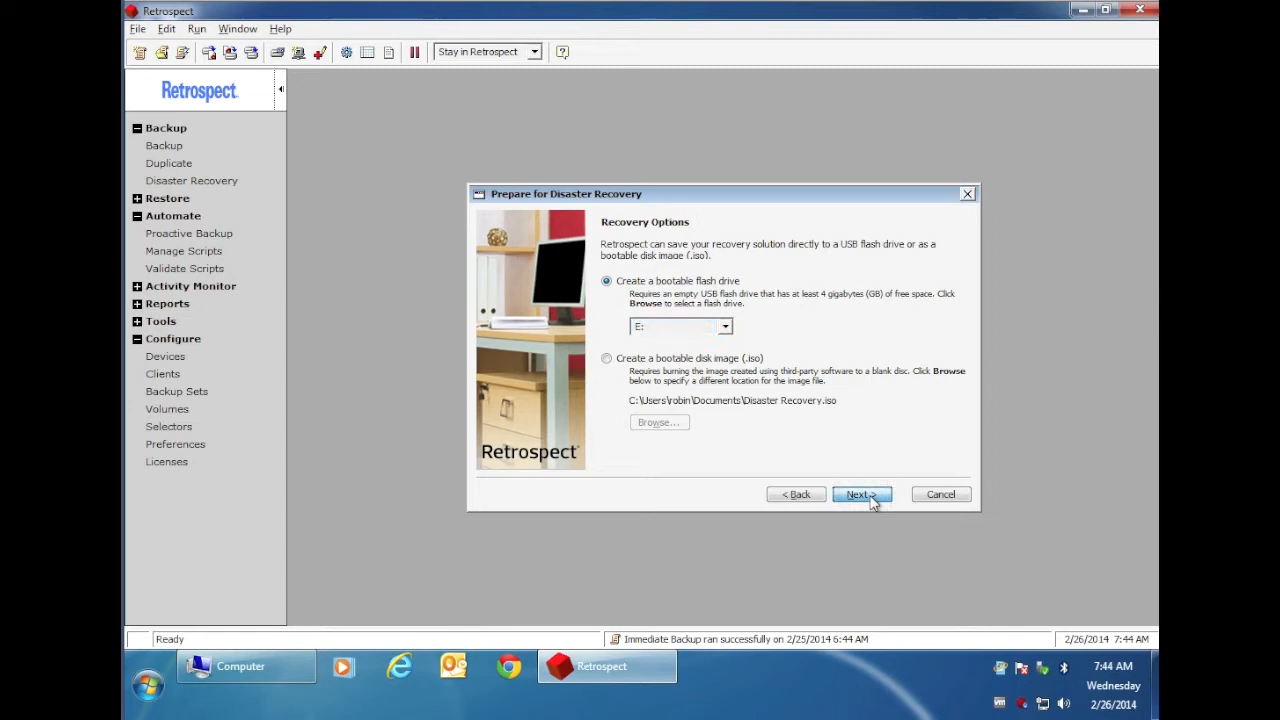 Retrospect
File Edit Run Window Help
Stay in Retrospect
Retrospect
Backup
Backup
Duplicate
Disaster Recovery
Restore
Automate
Proactive Backup
Manage Scripts
Validate Scripts
Activity Monitor
Reports
Tools
Configure
Devices
Clients
Backup Sets
Volumes
Selectors
Preferences
Licenses
Prepare for Disaster Recovery
Recovery Options
Retrospect can save your recovery solution directly to a USB flash drive or as a
bootable disk image (.iso).
Create a bootable flash drive
Requires an empty USB flash drive that has at least 4 gigabytes (GB) of free space. Click
Browse to select a flash drive.
E:
Create a bootable disk image (.iso)
Requires burning the image created using third-party software to a blank disc. Click Browse
below to specify a different location for the image file.
C:\Users\robin\Documents\Disaster Recovery.iso
Browse...
Retrospect
< Back Next > Cancel
Ready Immediate Backup ran successfully on 2/25/2014 6:44 AM 2/26/2014 7:44 AM
Computer Retrospect 7:44 AM
Wednesday
2/26/2014